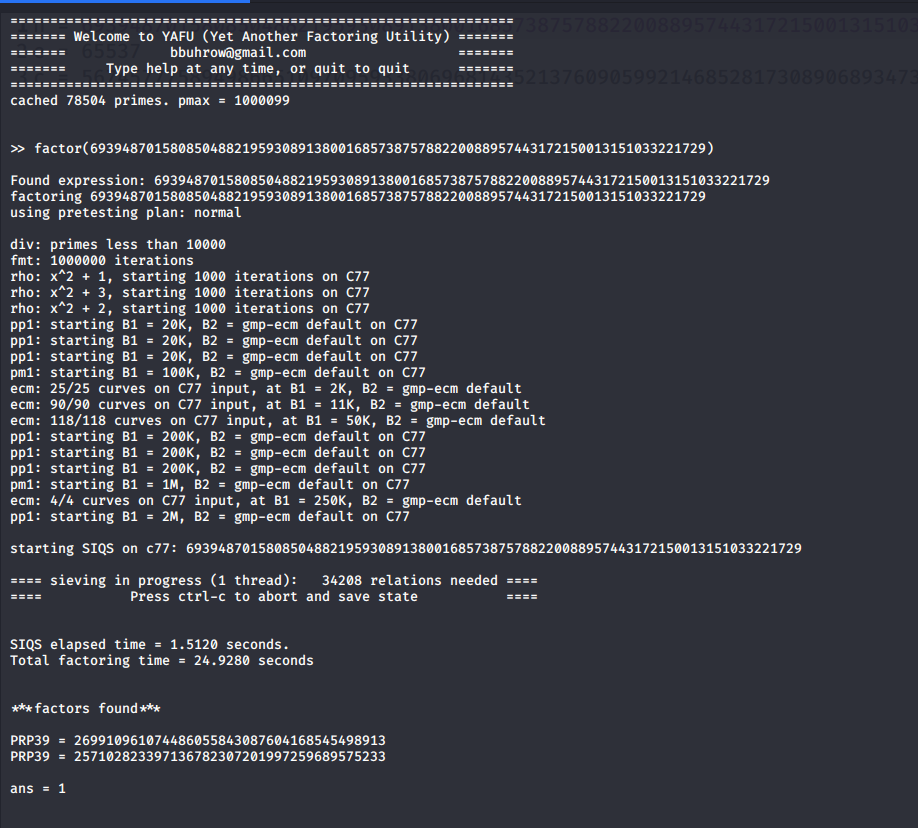 ===============================================================
======= Welcome to YAFU (Yet Another Factoring Utility) =======
=======             bbuhrow@gmail.com                   =======
=======     Type help at any time, or quit to quit      =======
===============================================================
cached 78504 primes. pmax = 1000099
>> factor(69394870158085048821959308913800168573875788220088957443172150013151033221729)
Found expression: 69394870158085048821959308913800168573875788220088957443172150013151033221729
factoring 69394870158085048821959308913800168573875788220088957443172150013151033221729
using pretesting plan: normal
div: primes less than 10000
fmt: 1000000 iterations
rho: x^2 + 1, starting 1000 iterations on C77
rho: x^2 + 3, starting 1000 iterations on C77
rho: x^2 + 2, starting 1000 iterations on C77
pp1: starting B1 = 20K, B2 = gmp-ecm default on C77
pp1: starting B1 = 20K, B2 = gmp-ecm default on C77
pp1: starting B1 = 20K, B2 = gmp-ecm default on C77
pm1: starting B1 = 100K, B2 = gmp-ecm default on C77
ecm: 25/25 curves on C77 input, at B1 = 2K, B2 = gmp-ecm default
ecm: 90/90 curves on C77 input, at B1 = 11K, B2 = gmp-ecm default
ecm: 118/118 curves on C77 input, at B1 = 50K, B2 = gmp-ecm default
pp1: starting B1 = 200K, B2 = gmp-ecm default on C77
pp1: starting B1 = 200K, B2 = gmp-ecm default on C77
pp1: starting B1 = 200K, B2 = gmp-ecm default on C77
pm1: starting B1 = 1M, B2 = gmp-ecm default on C77
ecm: 4/4 curves on C77 input, at B1 = 250K, B2 = gmp-ecm default
pp1: starting B1 = 2M, B2 = gmp-ecm default on C77
starting SIQS on c77: 69394870158085048821959308913800168573875788220088957443172150013151033221729
==== sieving in progress (1 thread):   34208 relations needed ====
====           Press ctrl-c to abort and save state           ====
SIQS elapsed time = 1.5120 seconds.
Total factoring time = 24.9280 seconds
***factors found***
PRP39 = 269910961074486055843087604168545498913
PRP39 = 257102823397136782307201997259689575233
ans = 1